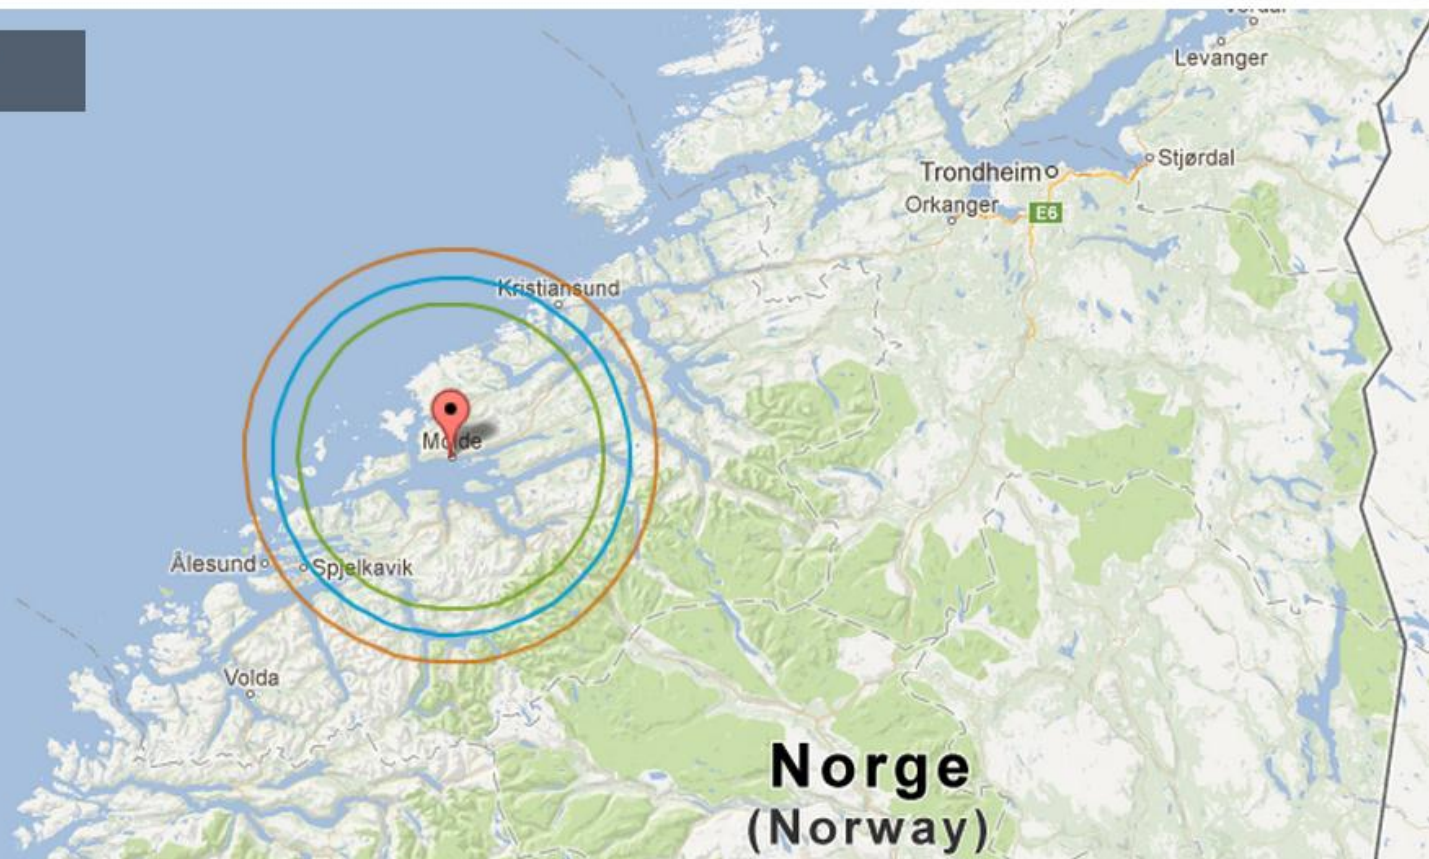 Levanger
Stjørdal
Trondheim
Orkanger
E6
Kristiansund
Molde
Ålesund
Spjelkavik
Volda
Norge
(Norway)